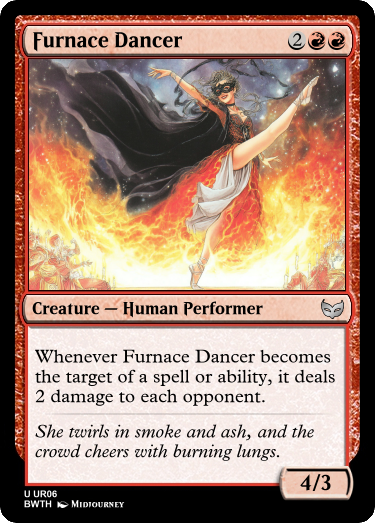 Furnace Dancer 2
Creature — Human Performer
Whenever Furnace Dancer becomes
the target of a spell or ability, it deals
2 damage to each opponent.
She twirls in smoke and ash, and the
crowd cheers with burning lungs.
4/3
U UR06
BWTH Midjourney